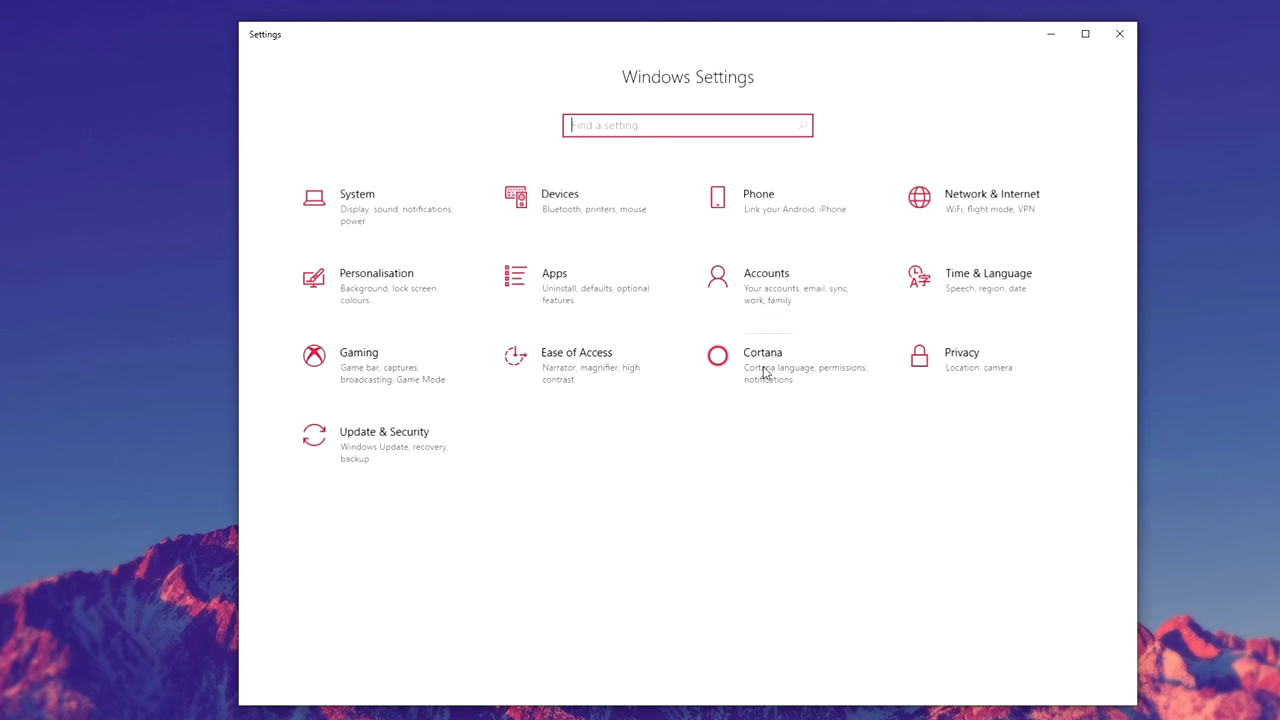 Settings
Windows Settings
Find a setting
System
Display, sound, notifications,
power
Devices
Bluetooth, printers, mouse
Phone
Link your Android, iPhone
Network & Internet
WiFi, flight mode, VPN
Personalisation
Background, lock screen,
colours
Apps
Uninstall, defaults, optional
features
Accounts
Your accounts, email, sync,
work, family
Time & Language
Speech, region, date
Gaming
Game bar, captures,
broadcasting, Game Mode
Ease of Access
Narrator, magnifier, high
contrast
Cortana
Cortana language, permissions,
notifications
Privacy
Location, camera
Update & Security
Windows Update, recovery,
backup